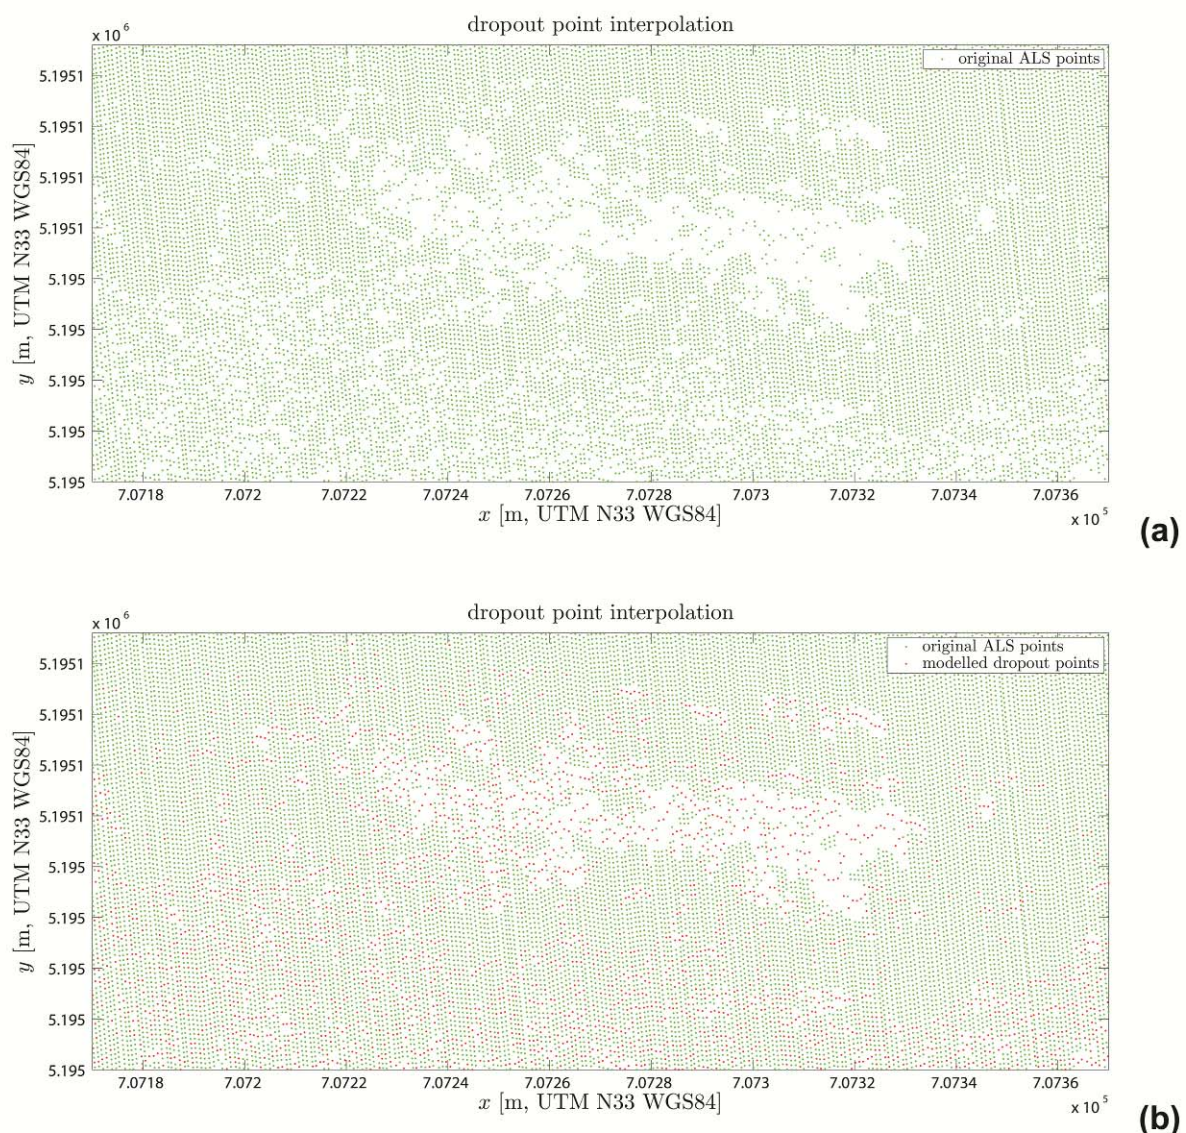 dropout point interpolation
x 10 6
original ALS points
5.1951
5.1951
5.1951
5.1951
5.195
5.195
5.195
5.195
5.195
y [m, UTM N33 WGS84]
7.0718 7.072 7.0722 7.0724 7.0726 7.0728 7.073 7.0732 7.0734 7.0736
x [m, UTM N33 WGS84]
x 10 5
(a)
dropout point interpolation
x 10 6
original ALS points
modelled dropout points
5.1951
5.1951
5.1951
5.1951
5.195
5.195
5.195
5.195
5.195
y [m, UTM N33 WGS84]
7.0718 7.072 7.0722 7.0724 7.0726 7.0728 7.073 7.0732 7.0734 7.0736
x [m, UTM N33 WGS84]
x 10 5
(b)